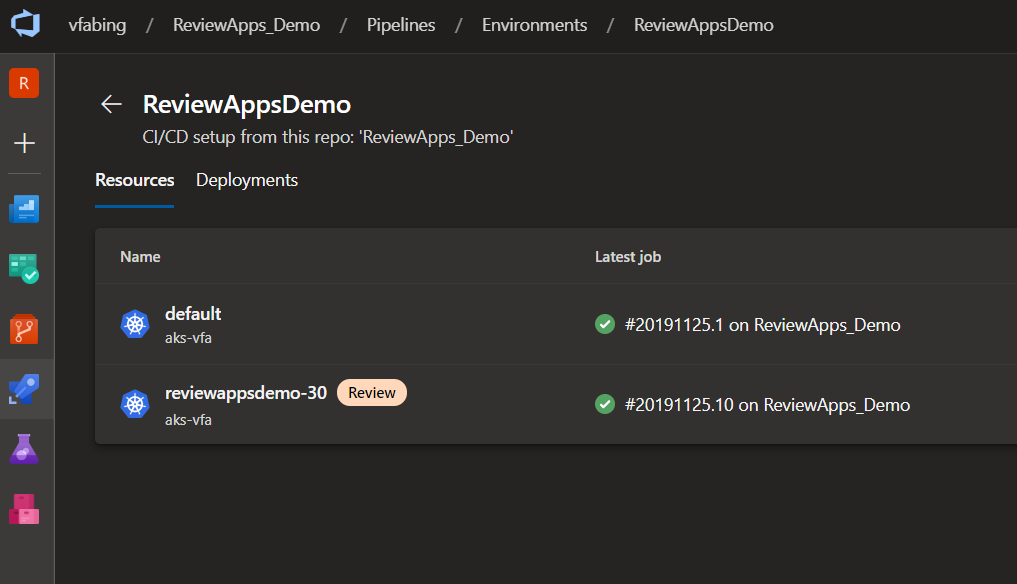 vfabing / ReviewApps_Demo / Pipelines / Environments / ReviewAppsDemo
R
ReviewAppsDemo
CI/CD setup from this repo: 'ReviewApps_Demo'
Resources Deployments
Name Latest job
default
aks-vfa
#20191125.1 on ReviewApps_Demo
reviewappsdemo-30 Review
aks-vfa
#20191125.10 on ReviewApps_Demo